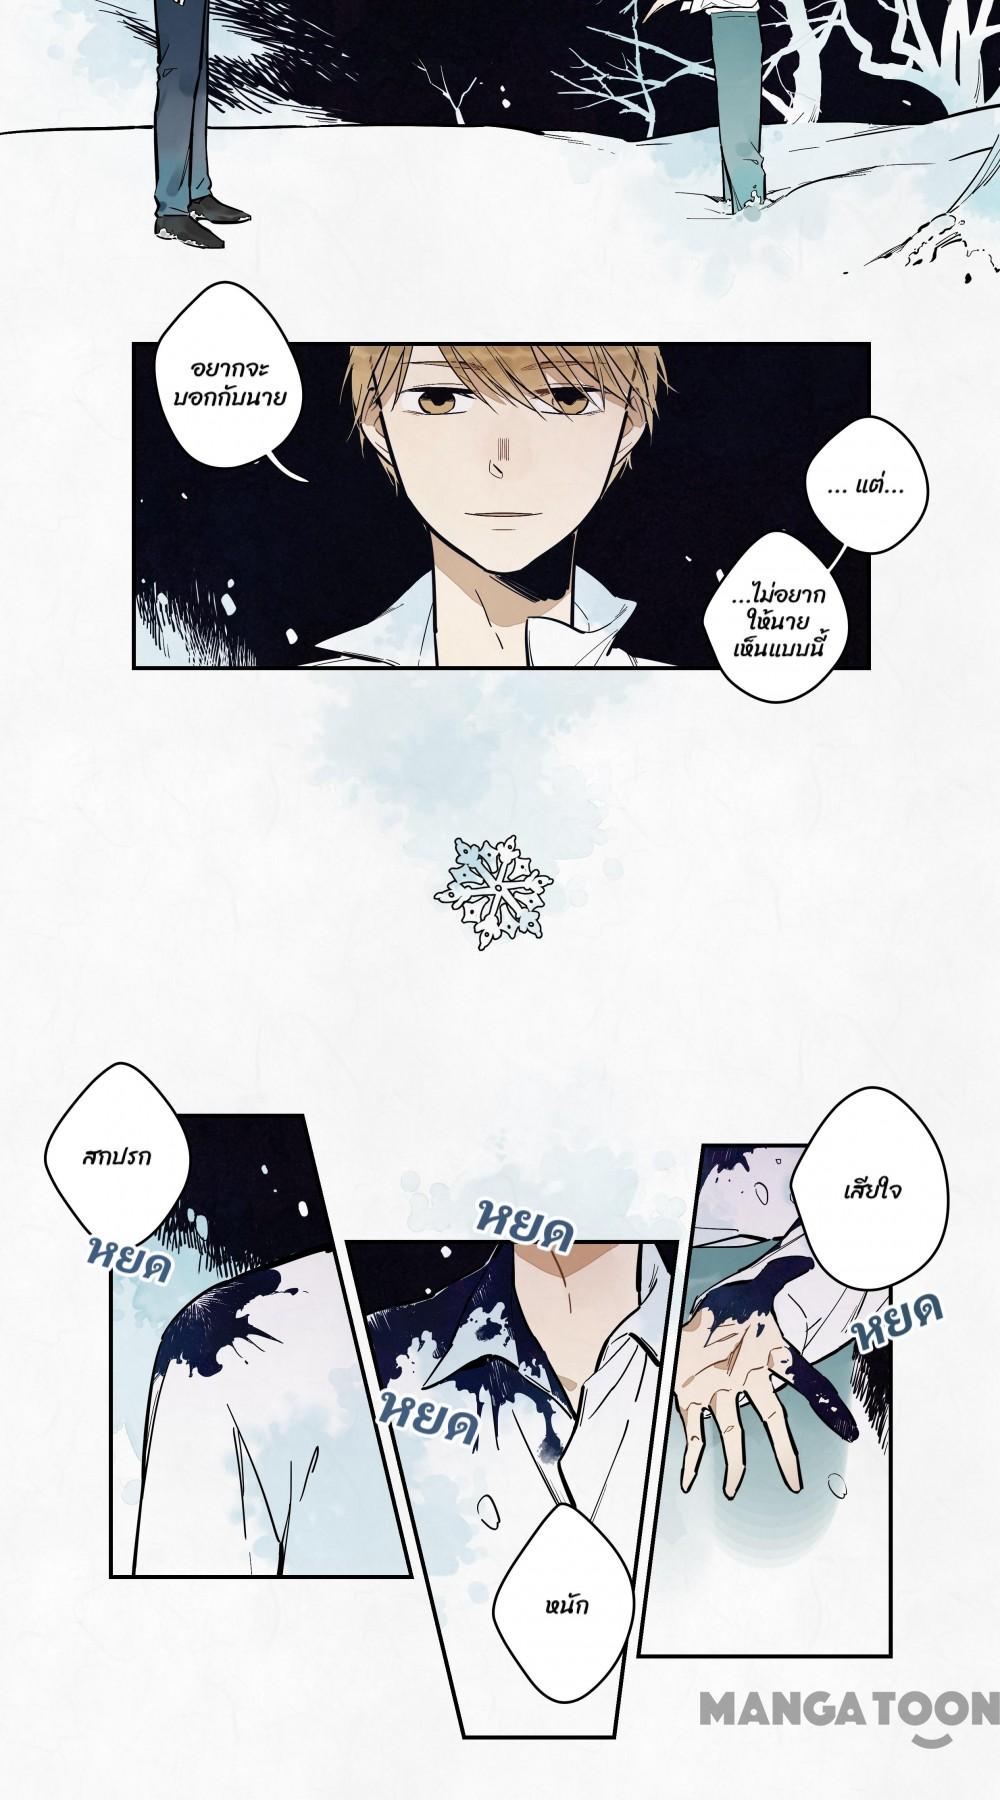 อยากจะ
บอกกับนาย
... แต่...
...ไม่อยาก
ให้นาย
เห็นแบบนี้
สกปรก
หยด
หยด
เสียใจ
หยด
หยด
หนัก
MANGATOON